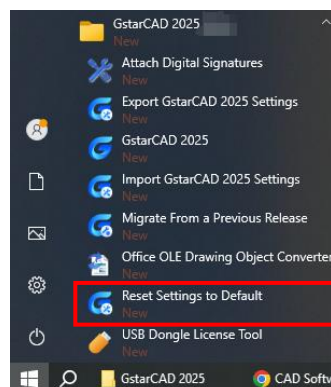 GstarCAD 2025
New
Attach Digital Signatures
New
Export GstarCAD 2025 Settings
New
GstarCAD 2025
New
Import GstarCAD 2025 Settings
New
Migrate From a Previous Release
New
Office OLE Drawing Object Converter
New
Reset Settings to Default
New
USB Dongle License Tool
New
GstarCAD 2025
CAD Softw